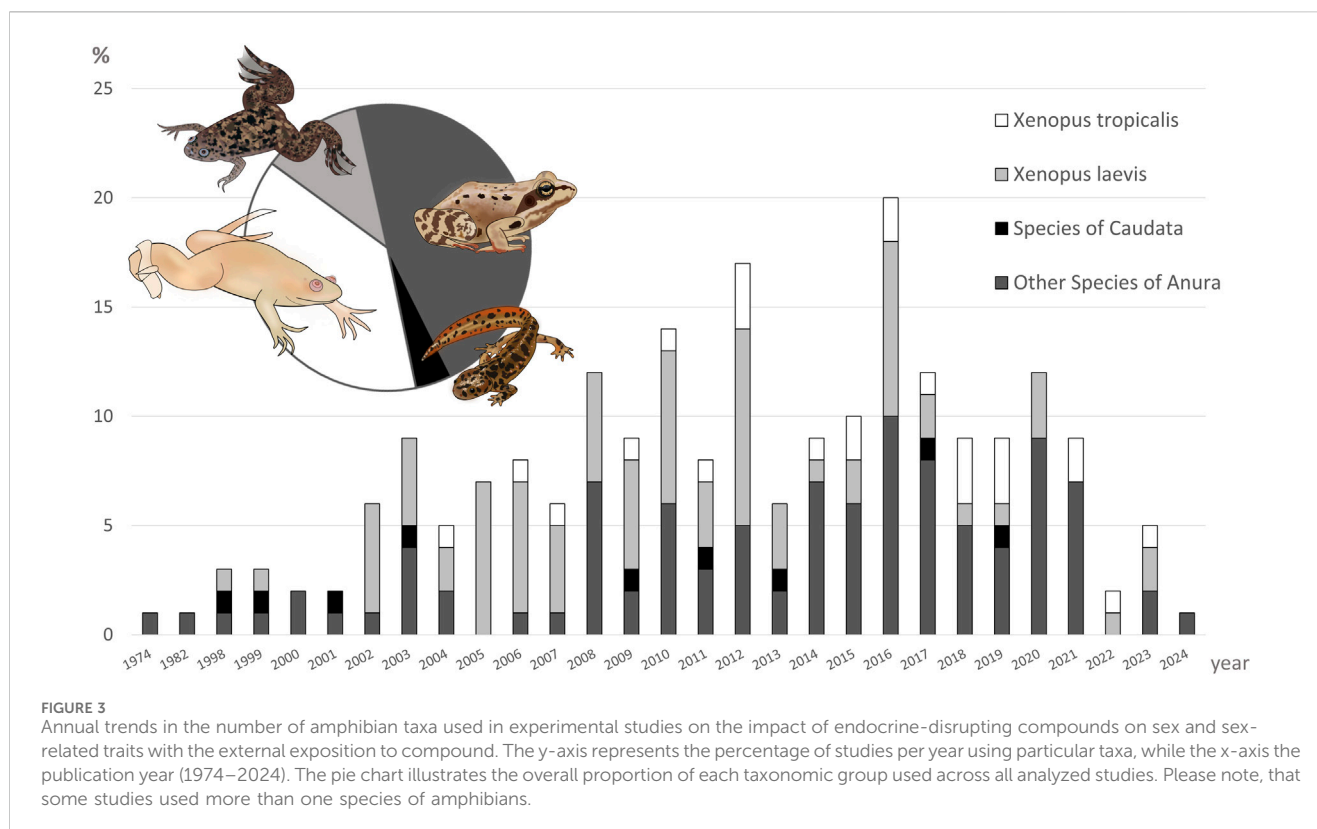 %
25
20
15
10
5
0
Xenopus tropicalis
Xenopus laevis
Species of Caudata
Other Species of Anura
1974 1982 1998 1999 2000 2001 2002 2003 2004 2005 2006 2007 2008 2009 2010 2011 2012 2013 2014 2015 2016 2017 2018 2019 2020 2021 2022 2023 2024 year
FIGURE 3
Annual trends in the number of amphibian taxa used in experimental studies on the impact of endocrine-disrupting compounds on sex and sex-
related traits with the external exposition to compound. The y-axis represents the percentage of studies per year using particular taxa, while the x-axis the
publication year (1974–2024). The pie chart illustrates the overall proportion of each taxonomic group used across all analyzed studies. Please note, that
some studies used more than one species of amphibians.